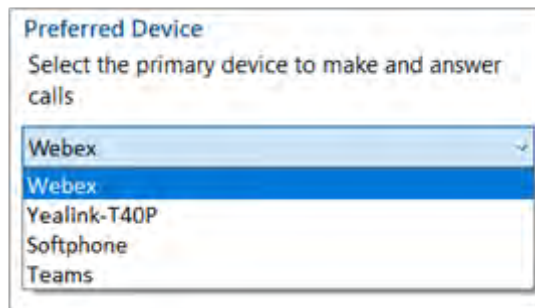 Preferred Device
Select the primary device to make and answer
calls
Webex
Webex
Yealink-T40P
Softphone
Teams